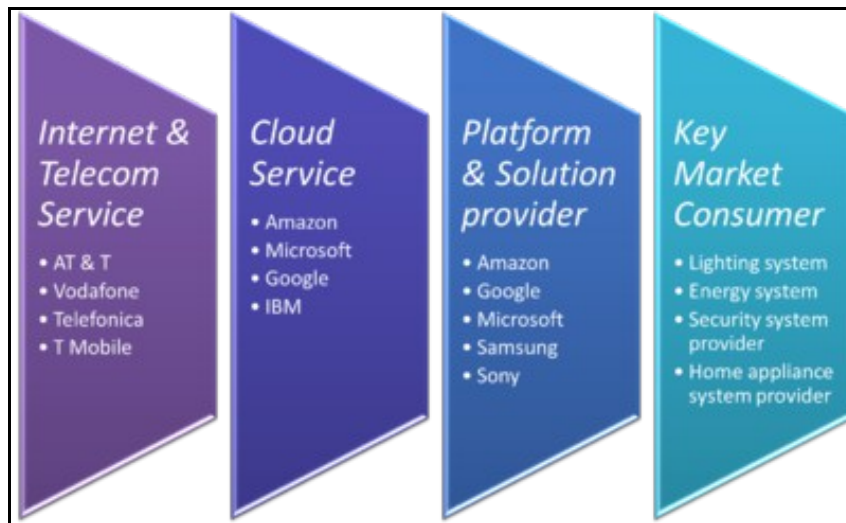 Internet &
Telecom
Service
• AT & T
• Vodafone
• Telefonica
• T Mobile
Cloud
Service
• Amazon
• Microsoft
• Google
• IBM
Platform
& Solution
provider
• Amazon
• Google
• Microsoft
• Samsung
• Sony
Key
Market
Consumer
• Lighting system
• Energy system
• Security system
provider
• Home appliance
system provider